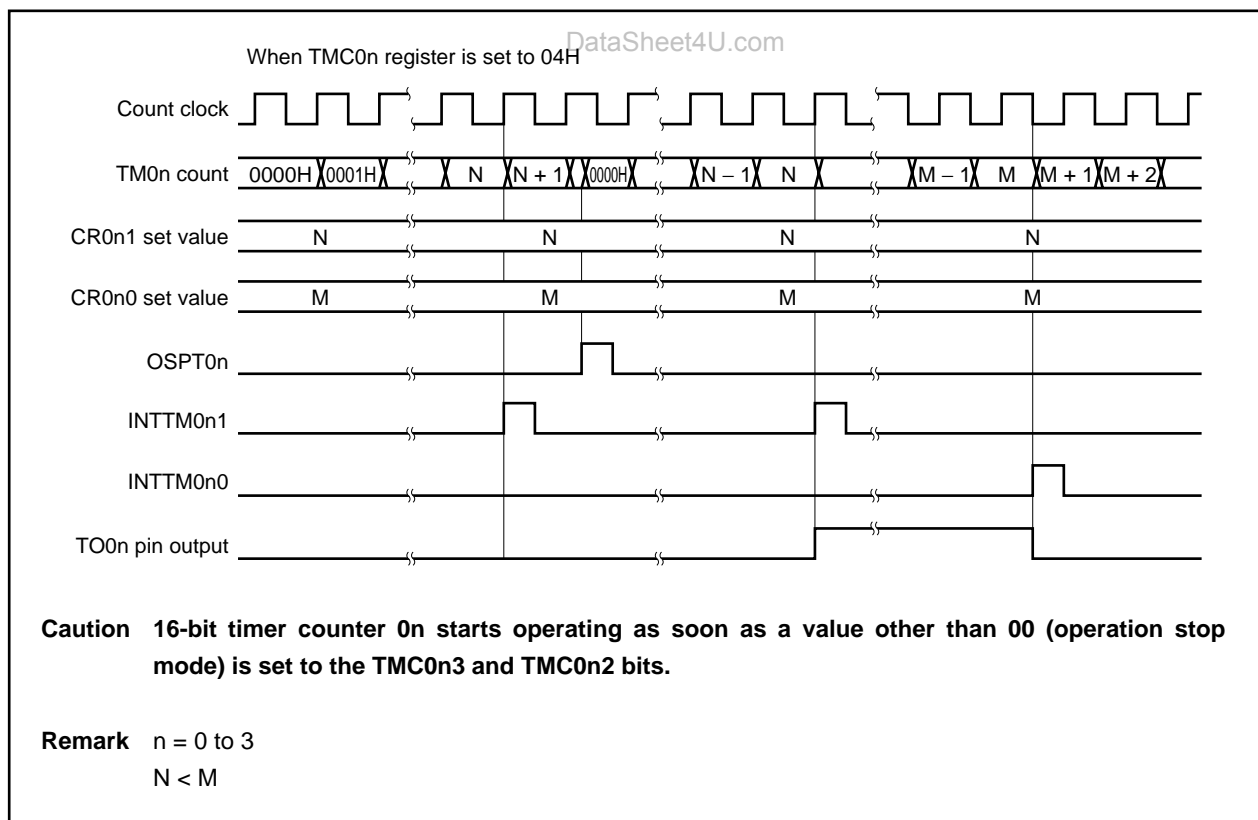 DataSheet4U.com
When TMC0n register is set to 04H
Count clock
TM0n count 0000H 0001H N N + 1 0000H N − 1 N M − 1 M M + 1 M + 2
CR0n1 set value N N N N
CR0n0 set value M M M M
OSPT0n
INTTM0n1
INTTM0n0
TO0n pin output
Caution 16-bit timer counter 0n starts operating as soon as a value other than 00 (operation stop
mode) is set to the TMC0n3 and TMC0n2 bits.
Remark n = 0 to 3
N < M